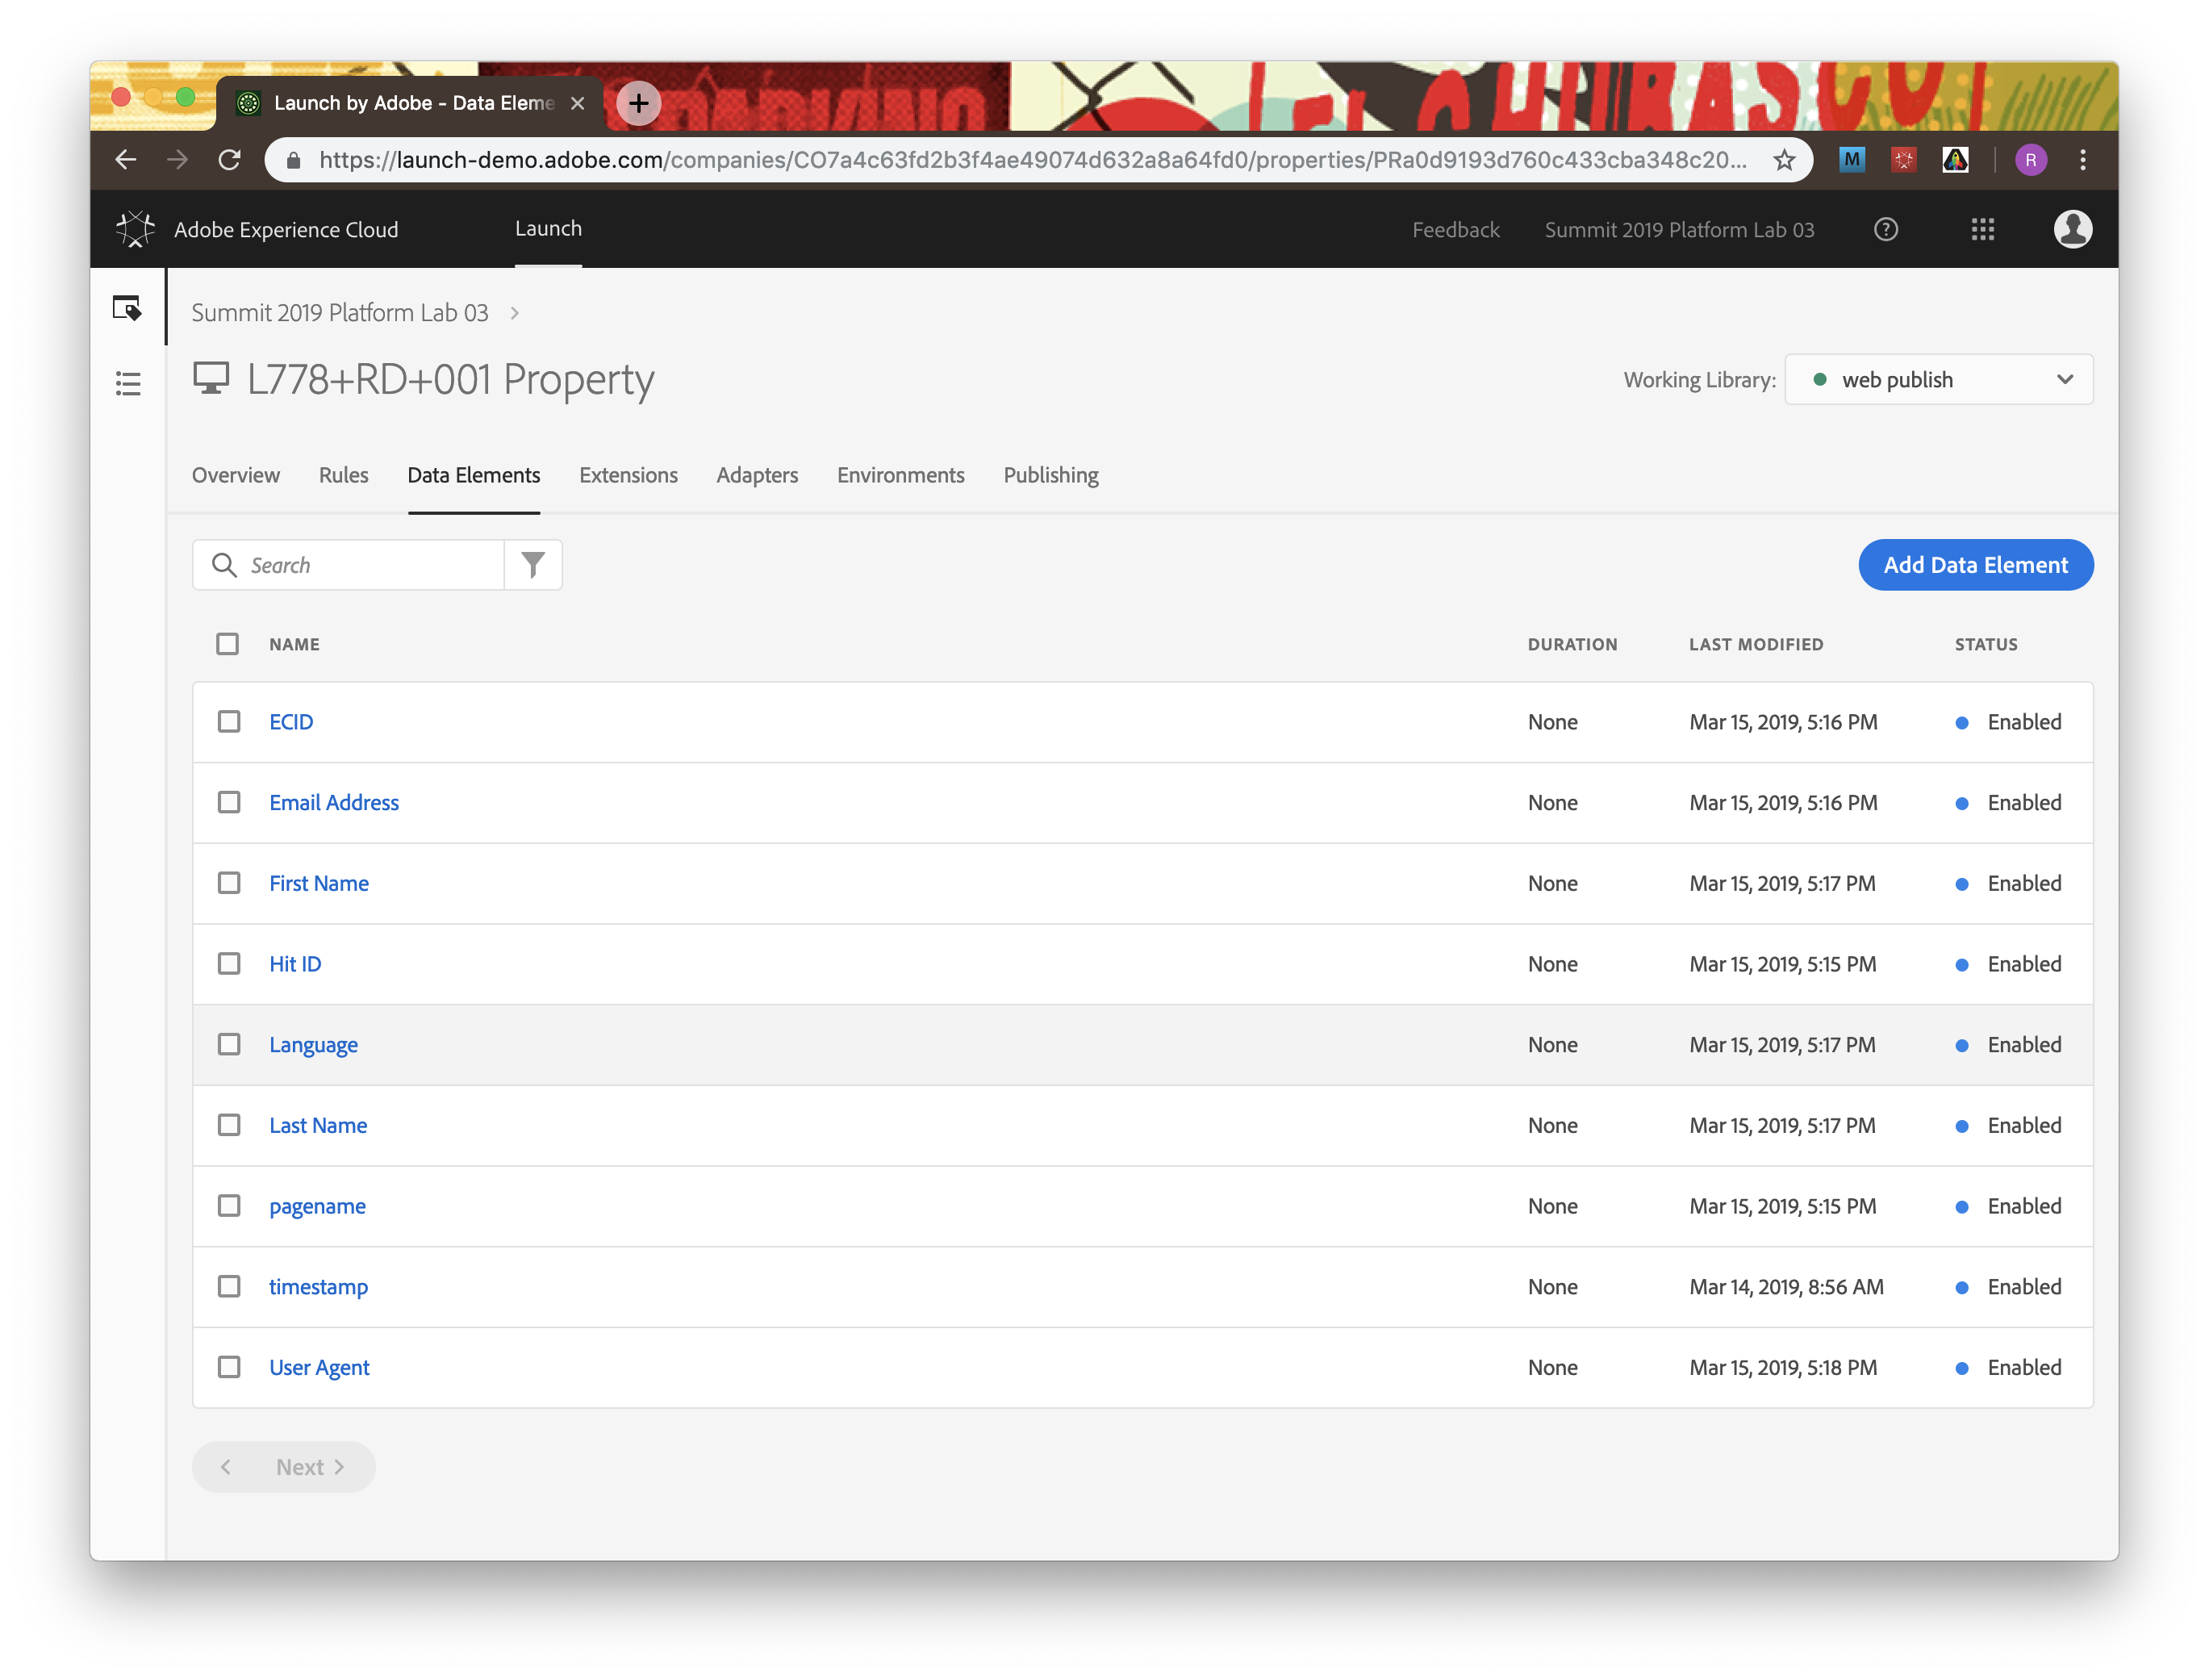 Launch by Adobe - Data Eleme
https://launch-demo.adobe.com/companies/CO7a4c63fd2b3f4ae49074d632a8a64fd0/properties/PRa0d9193d760c433cba348c20...
M
R
Adobe Experience Cloud Launch Feedback Summit 2019 Platform Lab 03
Summit 2019 Platform Lab 03
L778+RD+001 Property
Working Library: web publish
Overview Rules Data Elements Extensions Adapters Environments Publishing
Search
Add Data Element
NAME DURATION LAST MODIFIED STATUS
ECID None Mar 15, 2019, 5:16 PM Enabled
Email Address None Mar 15, 2019, 5:16 PM Enabled
First Name None Mar 15, 2019, 5:17 PM Enabled
Hit ID None Mar 15, 2019, 5:15 PM Enabled
Language None Mar 15, 2019, 5:17 PM Enabled
Last Name None Mar 15, 2019, 5:17 PM Enabled
pagename None Mar 15, 2019, 5:15 PM Enabled
timestamp None Mar 14, 2019, 8:56 AM Enabled
User Agent None Mar 15, 2019, 5:18 PM Enabled
Next